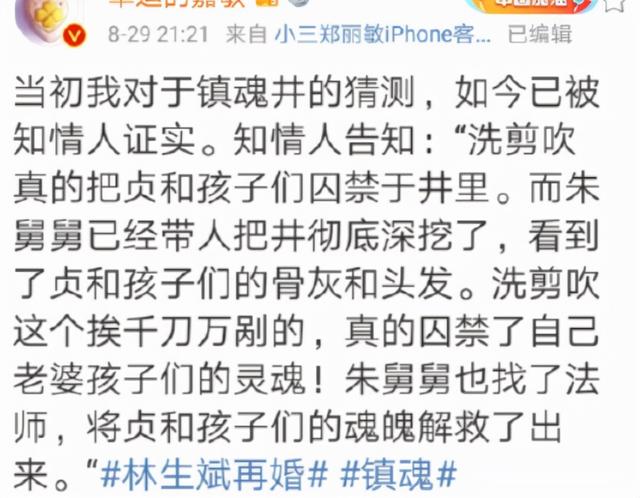 8-29 21:21 来自 小三郑丽敏iPhone客... 已编辑
当初我对于镇魂井的猜测，如今已被
知情人证实。知情人告知：“洗剪吹
真的把贞和孩子们囚禁于井里。而朱
舅舅已经带人把井彻底深挖了，看到
了贞和孩子们的骨灰和头发。洗剪吹
这个挨千刀万剐的，真的囚禁了自己
老婆孩子们的灵魂！朱舅舅也找了法
师，将贞和孩子们的魂魄解救了出
来。“#林生斌再婚# #镇魂#